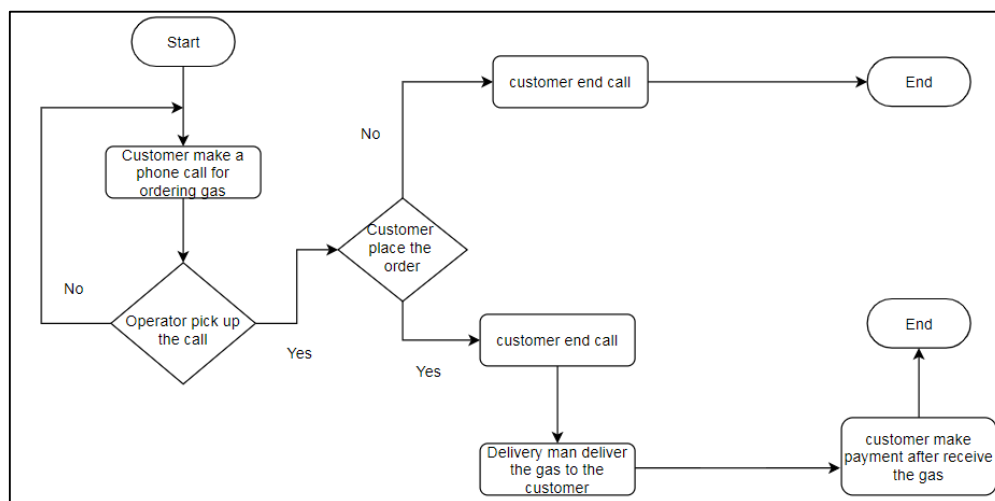 Start
Customer make a
phone call for
ordering gas
No
Operator pick up
the call
Yes
Customer
place the
order
No
customer end call
End
Yes
customer end call
Delivery man deliver
the gas to the
customer
customer make
payment after receive
the gas
End